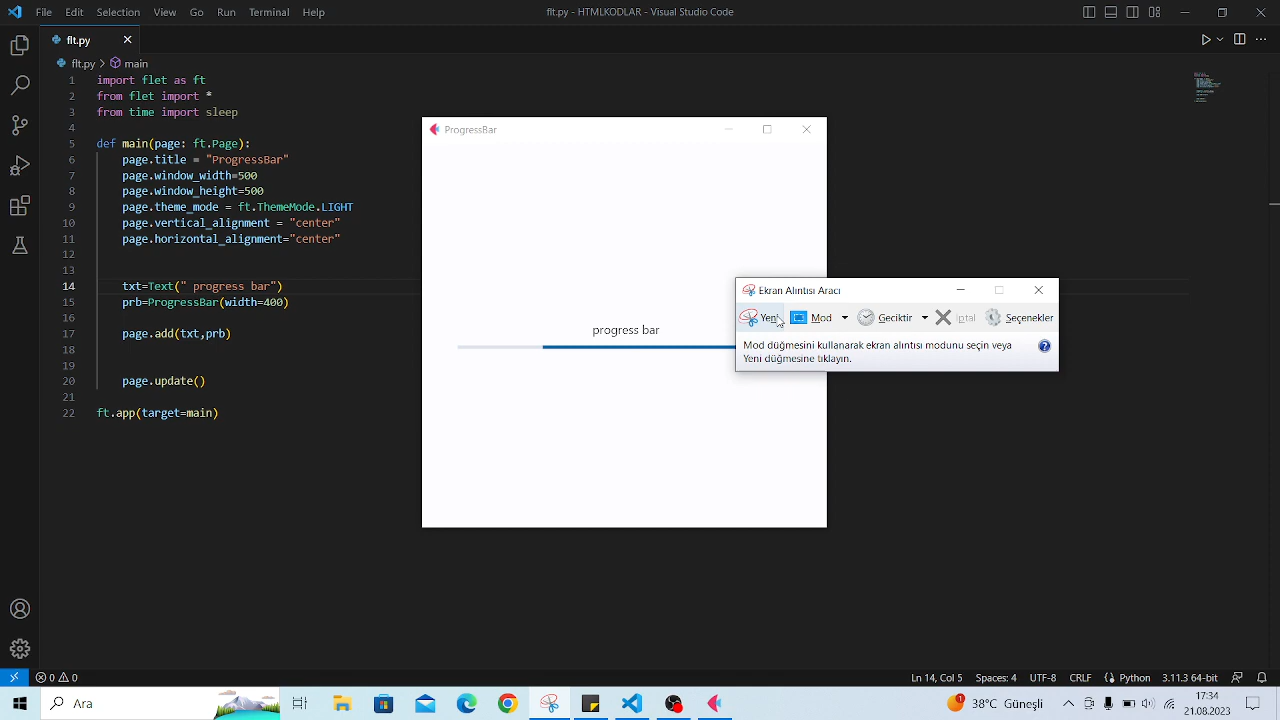 File Edit Selection View Go Run Terminal Help
flt.py - HTMLKODLAR - Visual Studio Code
flt.py
flt.py > main
1 import flet as ft
2 from flet import *
3 from time import sleep
4
5 def main(page: ft.Page):
6 page.title = "ProgressBar"
7 page.window_width=500
8 page.window_height=500
9 page.theme_mode = ft.ThemeMode.LIGHT
10 page.vertical_alignment = "center"
11 page.horizontal_alignment="center"
12
13
14 txt=Text(" progress bar")
15 prb=ProgressBar(width=400)
16
17 page.add(txt,prb)
18
19
20 page.update()
21
22 ft.app(target=main)
ProgressBar
progress bar
Ekran Alıntısı Aracı
Yeni Mod Geciktir İptal Seçenekler
Mod düğmesini kullanarak ekran alıntısı modunu seçin veya
Yeni düğmesine tıklayın.
0 0
Ln 14, Col 5 Spaces: 4 UTF-8 CRLF Python 3.11.3 64-bit
Ara
1
38°C Güneşli
17:34
21.08.2023